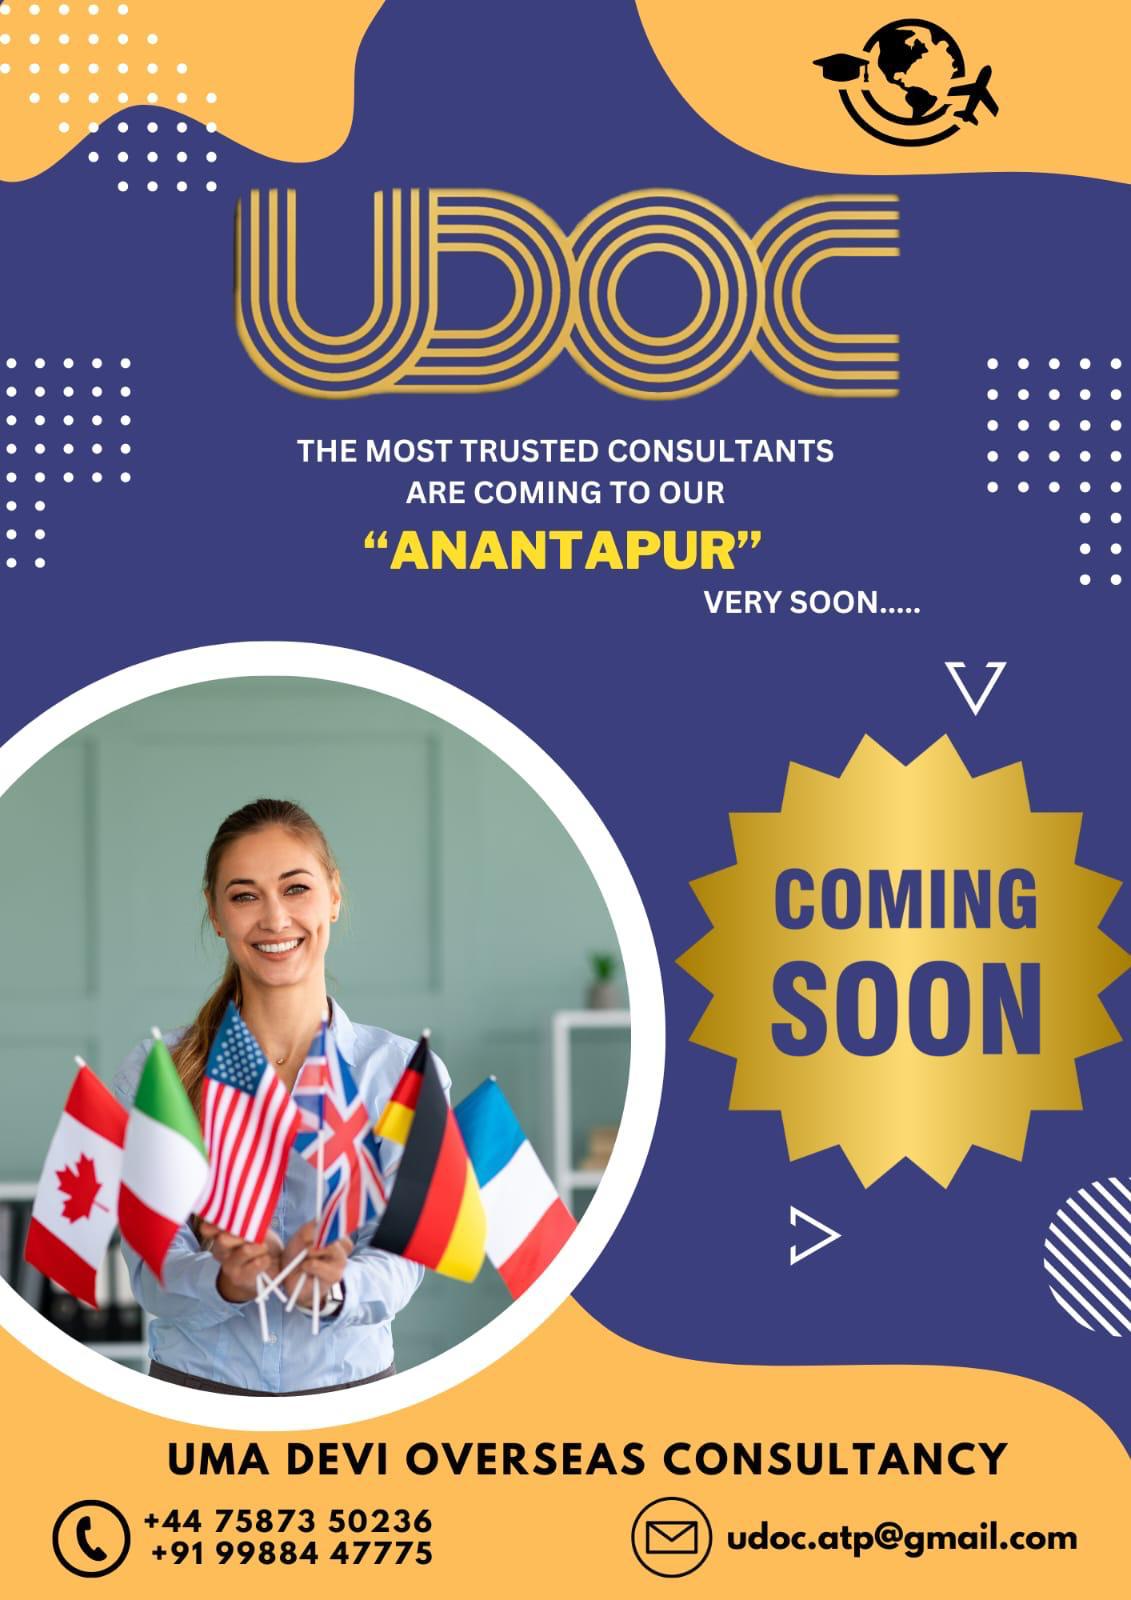 UDOC
THE MOST TRUSTED CONSULTANTS
ARE COMING TO OUR
“ANANTAPUR”
VERY SOON.....
COMING
SOON
UMA DEVI OVERSEAS CONSULTANCY
+44 75873 50236
+91 99884 47775
udoc.atp@gmail.com